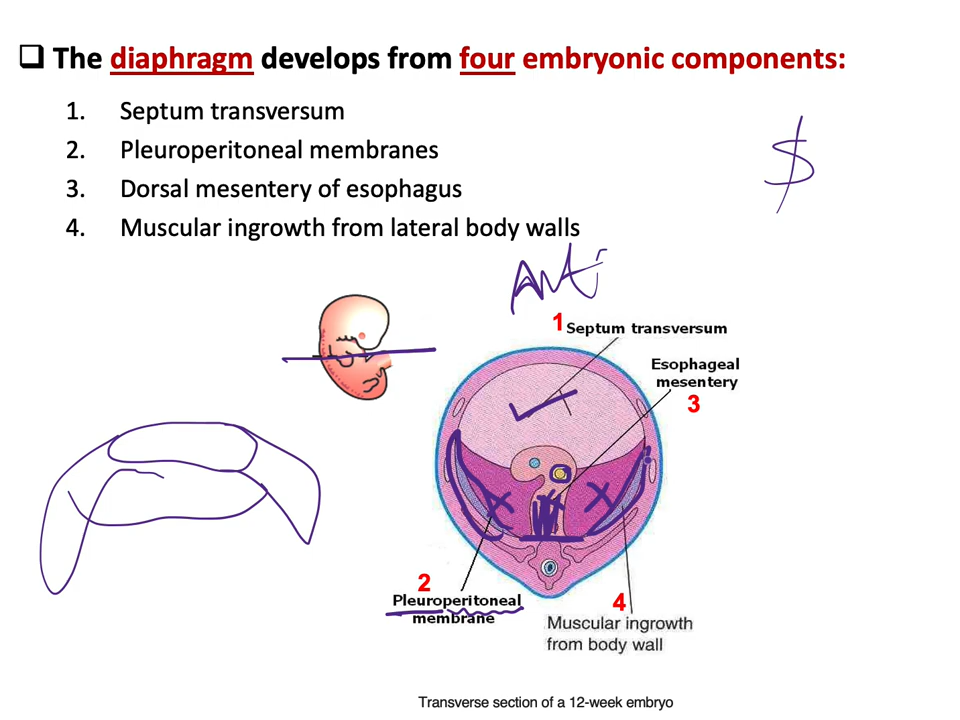 ❑ The diaphragm develops from four embryonic components:
1. Septum transversum
2. Pleuroperitoneal membranes
3. Dorsal mesentery of esophagus
4. Muscular ingrowth from lateral body walls
$
Anti
1 Septum transversum
Esophageal
mesentery
3
2
Pleuroperitoneal
membrane
4
Muscular ingrowth
from body wall
Transverse section of a 12-week embryo